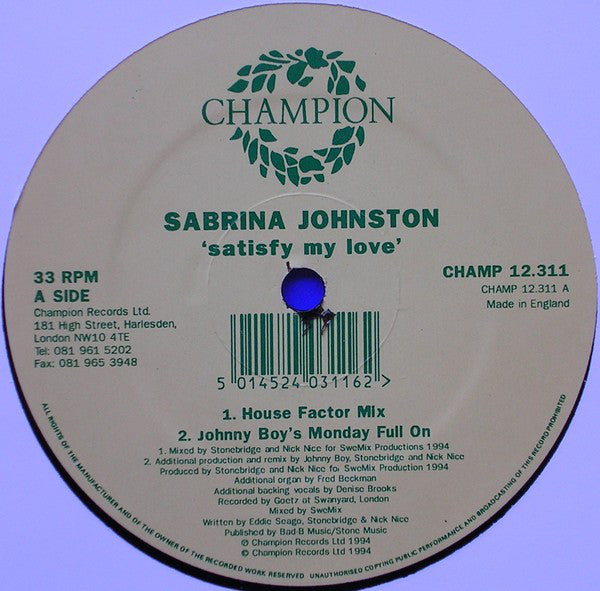 CHAMPION
SABRINA JOHNSTON
'satisfy my love'
33 RPM
A SIDE
Champion Records Ltd.
181 High Street, Harlesden,
London NW10 4TE
Tel: 081 961 5202
Fax: 081 965 3948
CHAMP 12.311
CHAMP 12.311 A
Made in England
5 014524 031162 >
1. House Factor Mix
2. Johnny Boy's Monday Full On
1. Mixed by Stonebridge and Nick Nice for SweMix Productions 1994
2. Additional production and remix by Johnny Boy, Stonebridge and Nick Nice
Produced by Stonebridge and Nick Nice for SweMix Production 1994
Additional organ by Fred Beckman
Additional backing vocals by Denise Brooks
Recorded by Goetz at Swanyard, London
Mixed by SweMix
Written by Eddie Seago, Stonebridge & Nick Nice
Published by Bad-B Music/Stone Music
℗ Champion Records Ltd 1994
© Champion Records Ltd 1994
ALL RIGHTS OF THE MANUFACTURER AND OF THE OWNER OF THE RECORDED WORK RESERVED UNAUTHORISED COPYING PUBLIC PERFORMANCE AND BROADCASTING OF THIS RECORD PROHIBITED